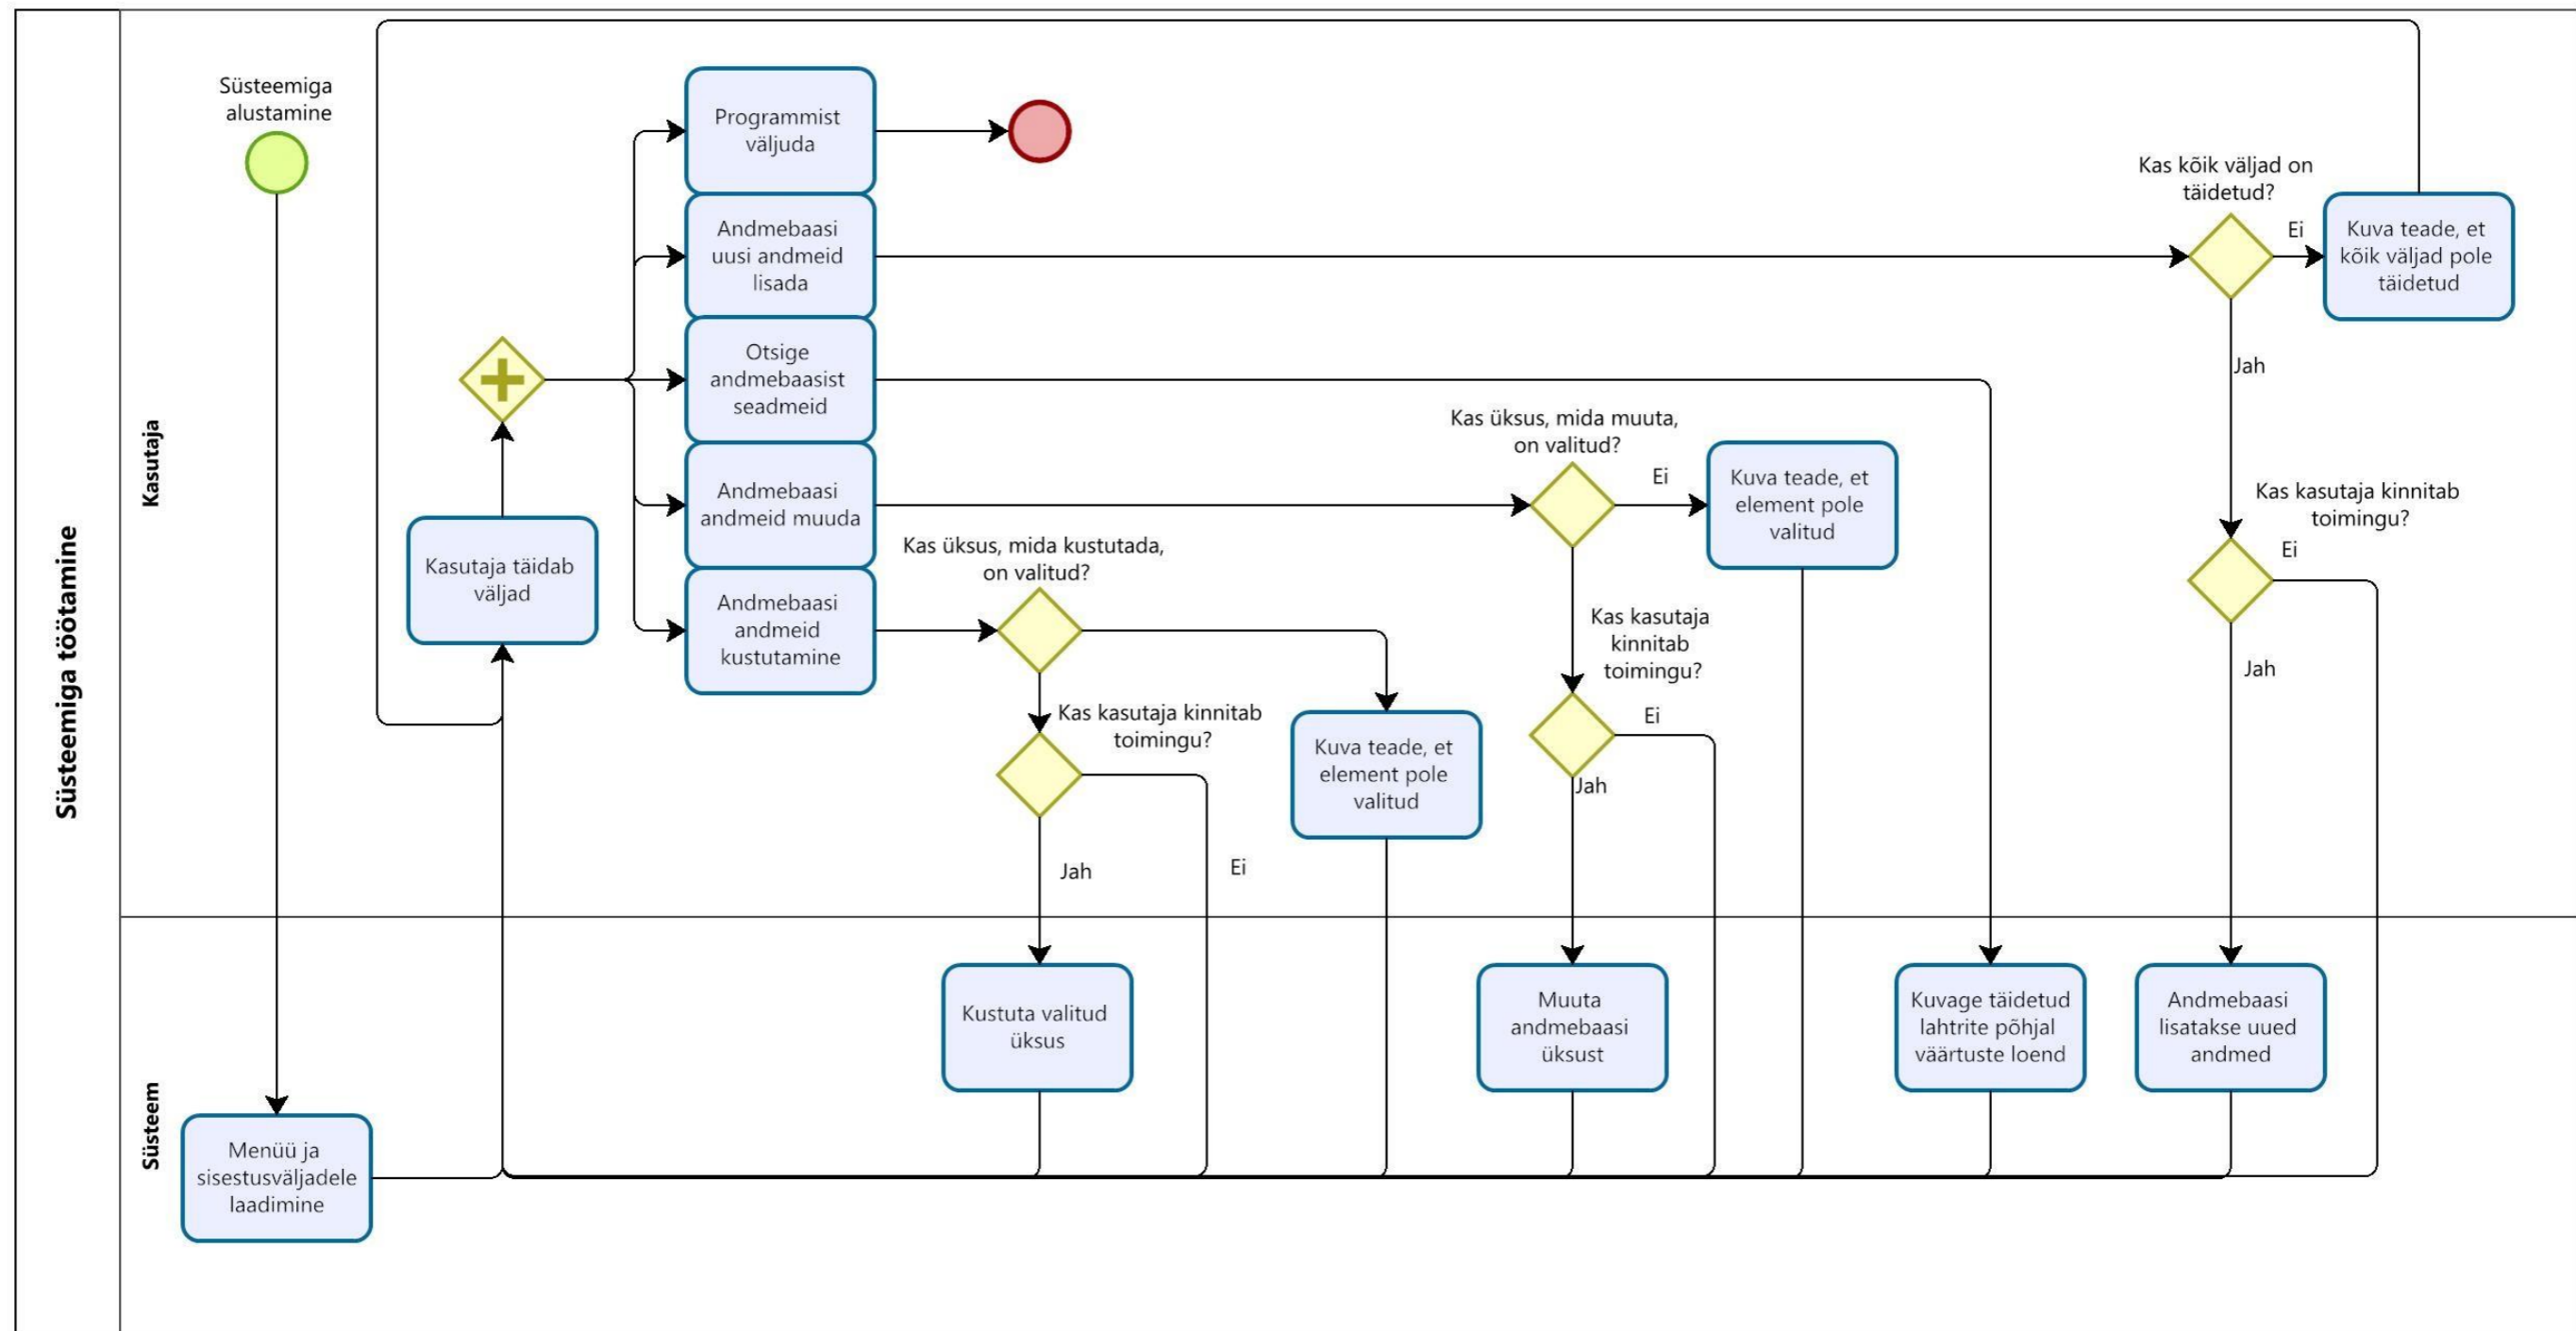 Süsteemiga töötamine
Kasutaja
Süsteem
Süsteemiga
alustamine
Programmist
väljuda
Andmebaasi
uusi andmeid
lisada
Otsige
andmebaasist
seadmeid
Andmebaasi
andmeid muuda
Andmebaasi
andmeid
kustutamine
Kasutaja täidab
väljad
Kas kõik väljad on
täidetud?
Ei
Kuva teade, et
kõik väljad pole
täidetud
Jah
Kas üksus, mida muuta,
on valitud?
Ei
Kuva teade, et
element pole
valitud
Kas kasutaja kinnitab
toimingu?
Ei
Jah
Kas üksus, mida kustutada,
on valitud?
Kas kasutaja
kinnitab
toimingu?
Ei
Jah
Kas kasutaja kinnitab
toimingu?
Kuva teade, et
element pole
valitud
Jah
Ei
Kustuta valitud
üksus
Muuta
andmebaasi
üksust
Kuvage täidetud
lahtrite põhjal
väärtuste loend
Andmebaasi
lisatakse uued
andmed
Menüü ja
sisestusväljadele
laadimine